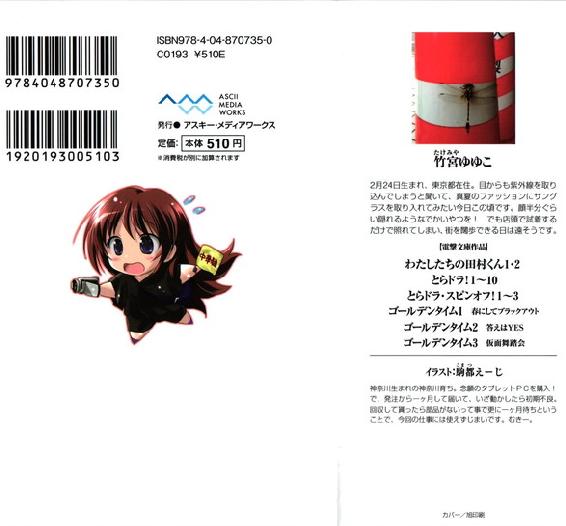 ISBN978-4-04-870735-0
C0193 ¥510E
9784048707350
ASCII
MEDIA
WORKS
発行● アスキー・メディアワークス
定価：本体510円
※消費税が別に加算されます
1920193005103
たけみや
竹宮ゆゆこ
2月24日生まれ、東京都在住。目からも紫外線を取り
込んでしまうと聞いて、真夏のファッションにサング
ラスを取り入れてみたい今日この頃です。顔半分ぐら
い隠れるようなでかいやつを！　でも店頭で試着する
だけで照れてしまい、街を闊歩できる日は遠そうです。
【電撃文庫作品】
わたしたちの田村くん1・2
とらドラ！1〜10
とらドラ・スピンオフ！1〜3
ゴールデンタイム1 春にしてブラックアウト
ゴールデンタイム2 答えはYES
ゴールデンタイム3 仮面舞踏会
こまつ
イラスト：駒都えーじ
神奈川生まれの神奈川育ち。念願のタブレットPCを購入！
で、発注から一ヶ月して届いて、いざ動かしたら初期不良。
回収して貰ったら部品がないって事で更に一ヶ月待ちという
ことで、今回の仕事には使えずじまいです。むきー。
カバー／旭印刷